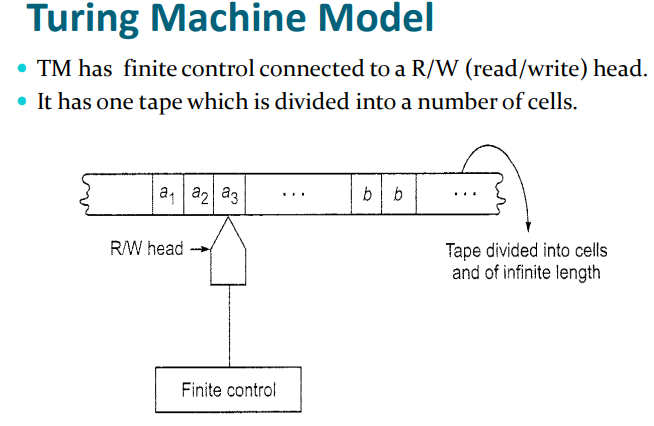 Turing Machine Model
• TM has finite control connected to a R/W (read/write) head.
• It has one tape which is divided into a number of cells.
a1 a2 a3 ... b b ...
R/W head
Tape divided into cells
and of infinite length
Finite control